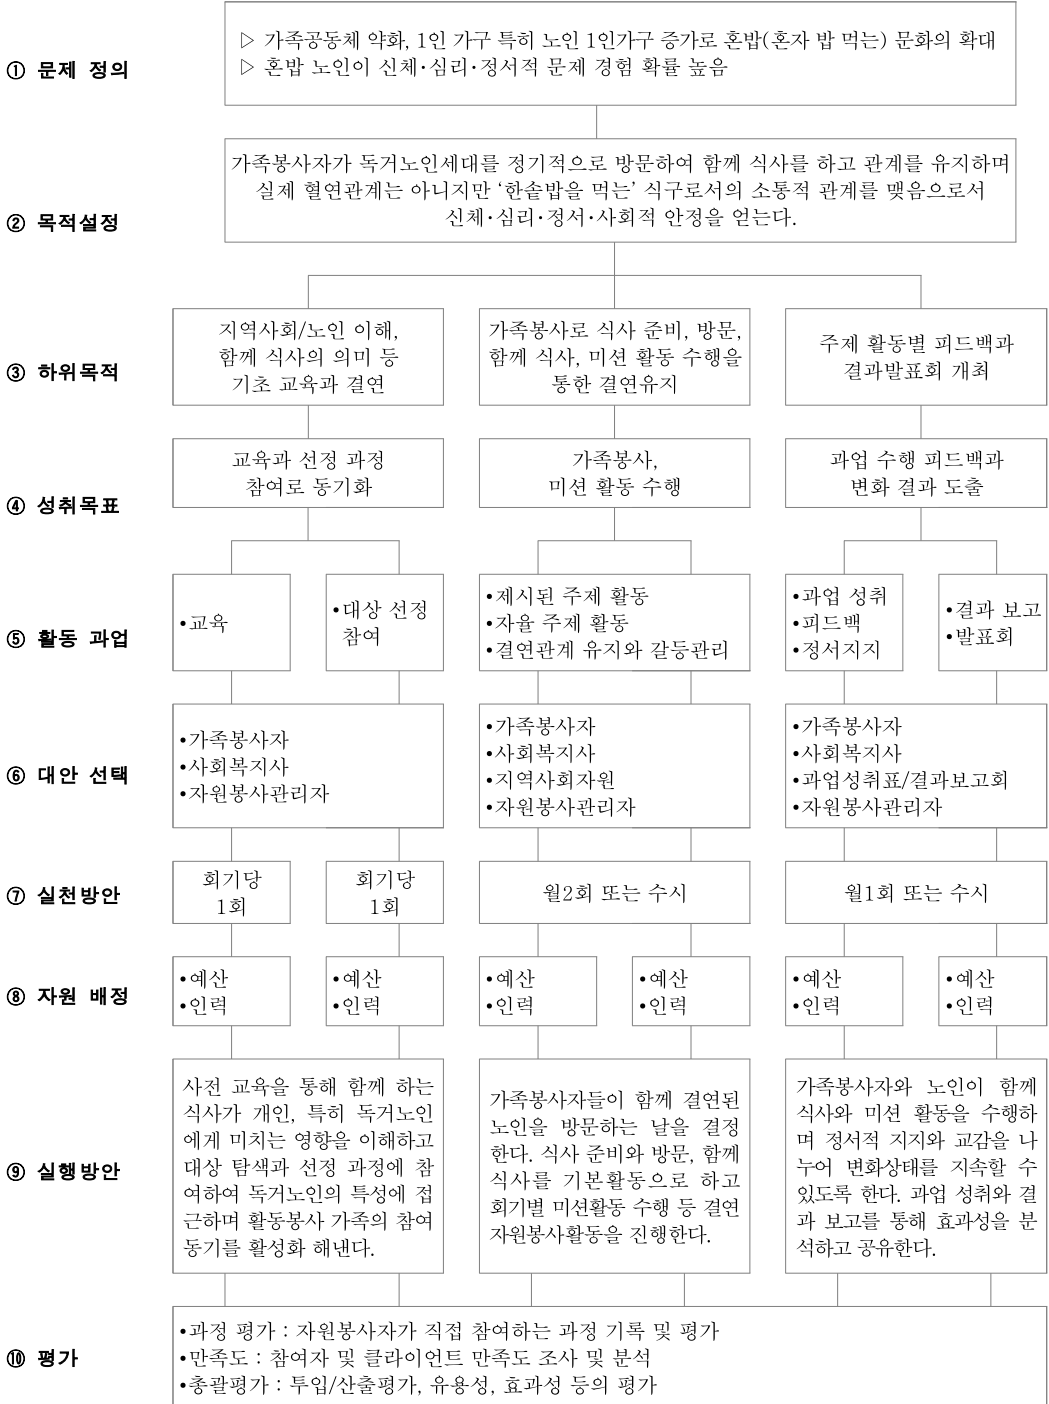 ① 문제 정의
▷ 가족공동체 약화, 1인 가구 특히 노인 1인가구 증가로 혼밥(혼자 밥 먹는) 문화의 확대
▷ 혼밥 노인이 신체·심리·정서적 문제 경험 확률 높음
② 목적설정
가족봉사자가 독거노인세대를 정기적으로 방문하여 함께 식사를 하고 관계를 유지하며
실제 혈연관계는 아니지만 ‘한솥밥을 먹는’ 식구로서의 소통적 관계를 맺음으로서
신체·심리·정서·사회적 안정을 얻는다.
③ 하위목적
지역사회/노인 이해,
함께 식사의 의미 등
기초 교육과 결연
가족봉사로 식사 준비, 방문,
함께 식사, 미션 활동 수행을
통한 결연유지
주제 활동별 피드백과
결과발표회 개최
④ 성취목표
교육과 선정 과정
참여로 동기화
가족봉사,
미션 활동 수행
과업 수행 피드백과
변화 결과 도출
⑤ 활동 과업
•교육
•대상 선정
참여
•제시된 주제 활동
•자율 주제 활동
•결연관계 유지와 갈등관리
•과업 성취
•피드백
•정서지지
•결과 보고
•발표회
⑥ 대안 선택
•가족봉사자
•사회복지사
•자원봉사관리자
•가족봉사자
•사회복지사
•지역사회자원
•자원봉사관리자
•가족봉사자
•사회복지사
•과업성취표/결과보고회
•자원봉사관리자
⑦ 실천방안
회기당
1회
회기당
1회
월2회 또는 수시
월1회 또는 수시
⑧ 자원 배정
•예산
•인력
•예산
•인력
•예산
•인력
•예산
•인력
•예산
•인력
•예산
•인력
⑨ 실행방안
사전 교육을 통해 함께 하는
식사가 개인, 특히 독거노인
에게 미치는 영향을 이해하고
대상 탐색과 선정 과정에 참
여하여 독거노인의 특성에 접
근하며 활동봉사 가족의 참여
동기를 활성화 해낸다.
가족봉사자들이 함께 결연된
노인을 방문하는 날을 결정
한다. 식사 준비와 방문, 함께
식사를 기본활동으로 하고
회기별 미션활동 수행 등 결연
자원봉사활동을 진행한다.
가족봉사자와 노인이 함께
식사와 미션 활동을 수행하
며 정서적 지지와 교감을 나
누어 변화상태를 지속할 수
있도록 한다. 과업 성취와 결
과 보고를 통해 효과성을 분
석하고 공유한다.
⑩ 평가
•과정 평가 : 자원봉사자가 직접 참여하는 과정 기록 및 평가
•만족도 : 참여자 및 클라이언트 만족도 조사 및 분석
•총괄평가 : 투입/산출평가, 유용성, 효과성 등의 평가